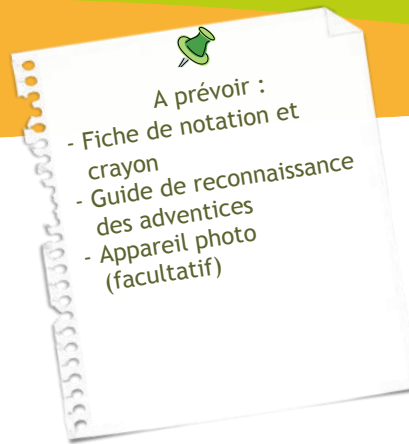 A prévoir :
- Fiche de notation et
crayon
- Guide de reconnaissance
des adventices
- Appareil photo
(facultatif)